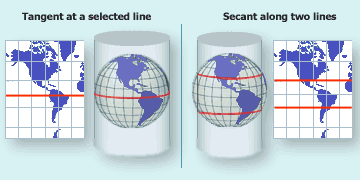 Tangent at a selected line
Secant along two lines